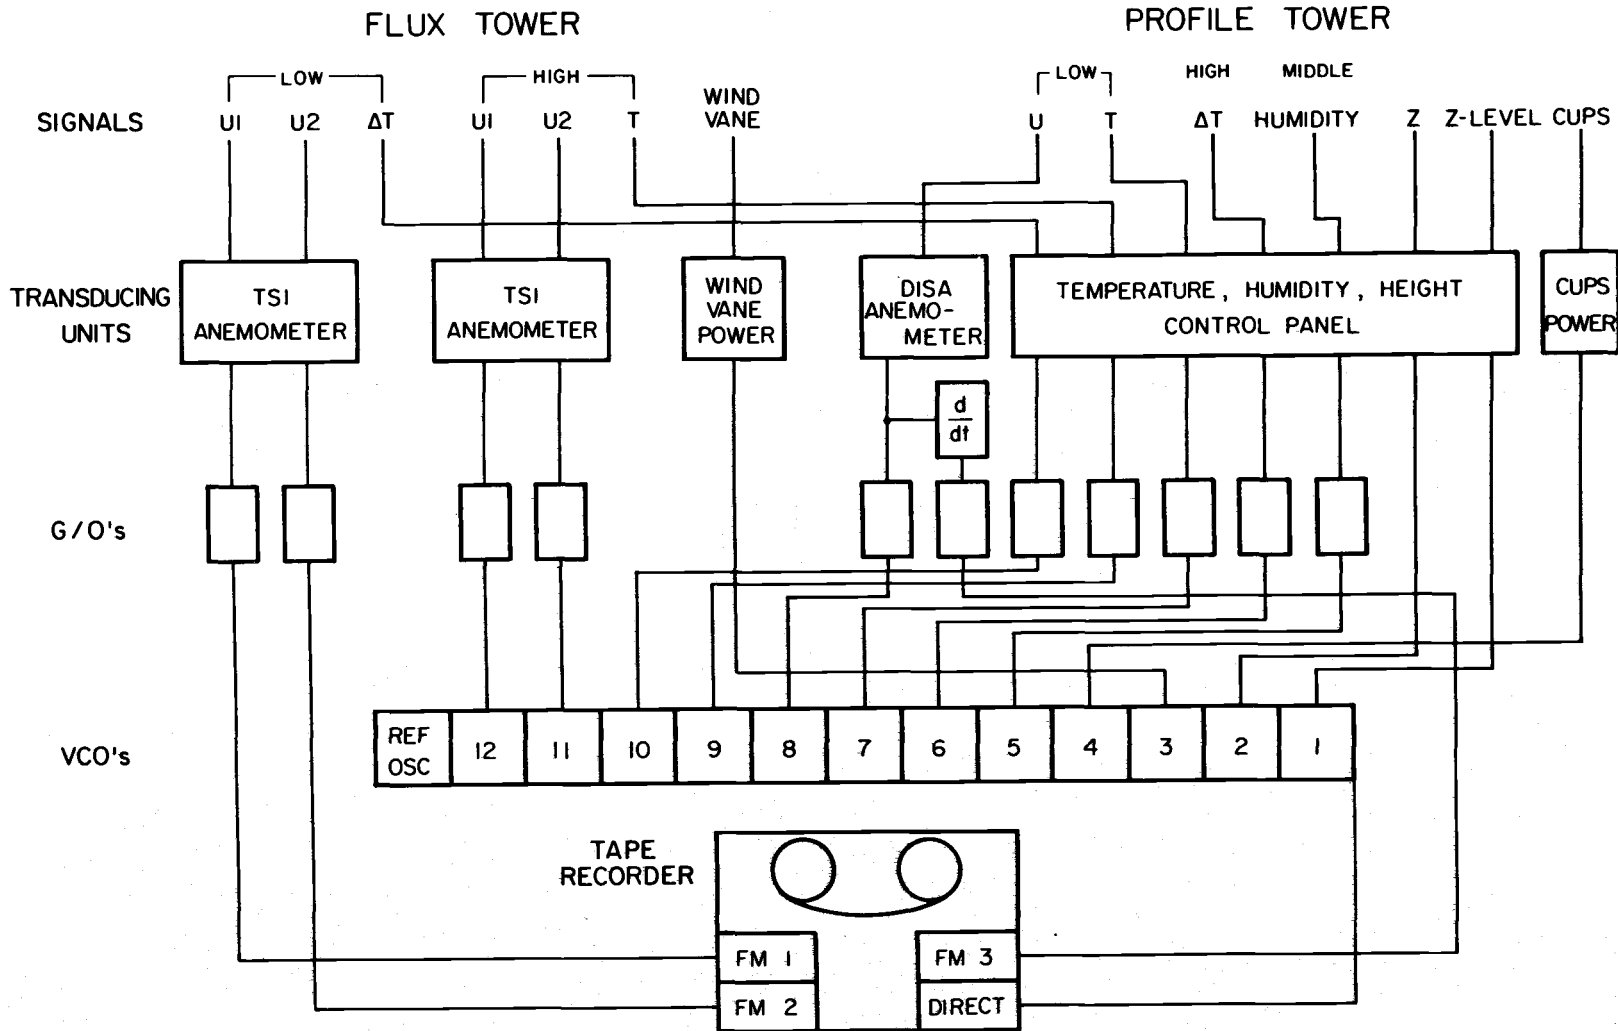 FLUX TOWER
PROFILE TOWER
LOW
HIGH
WIND
VANE
LOW
HIGH
MIDDLE
SIGNALS
U1 U2 ΔT
U1 U2 T
U T
ΔT HUMIDITY Z Z-LEVEL CUPS
TRANSDUCING
UNITS
TSI
ANEMOMETER
TSI
ANEMOMETER
WIND
VANE
POWER
DISA
ANEMO-
METER
TEMPERATURE, HUMIDITY, HEIGHT
CONTROL PANEL
CUPS
POWER
d
dt
G/O's
VCO's
REF
OSC
12 11 10 9 8 7 6 5 4 3 2 1
TAPE
RECORDER
FM 1
FM 3
FM 2
DIRECT